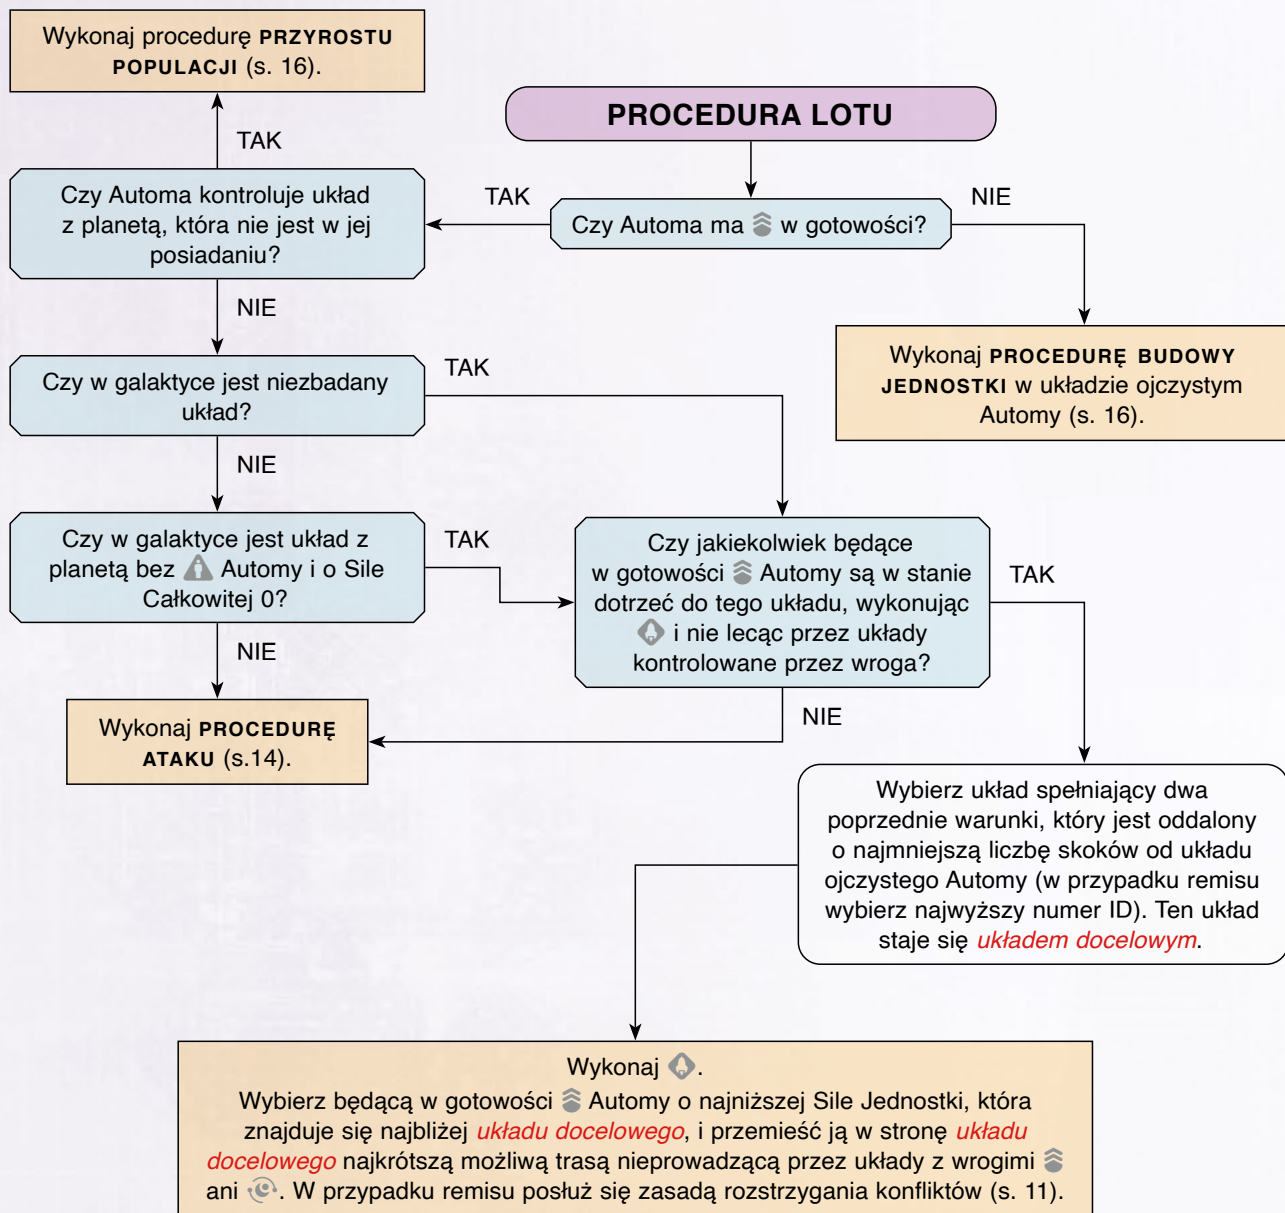 PROCEDURA LOTU
Czy Automa ma w gotowości?
TAK
NIE
Wykonaj PROCEDURĘ BUDOWY
JEDNOSTKI w układzie ojczystym
Automy (s. 16).
Czy Automa kontroluje układ
z planetą, która nie jest w jej
posiadaniu?
TAK
Wykonaj procedurę PRZYROSTU
POPULACJI (s. 16).
NIE
Czy w galaktyce jest niezbadany
układ?
TAK
NIE
Czy w galaktyce jest układ z
planetą bez Automy i o Sile
Całkowitej 0?
TAK
NIE
Wykonaj PROCEDURĘ
ATAKU (s.14).
Czy jakiekolwiek będące
w gotowości Automy są w stanie
dotrzeć do tego układu, wykonując
i nie lecąc przez układy
kontrolowane przez wroga?
TAK
NIE
Wybierz układ spełniający dwa
poprzednie warunki, który jest oddalony
o najmniejszą liczbę skoków od układu
ojczystego Automy (w przypadku remisu
wybierz najwyższy numer ID). Ten układ
staje się układem docelowym.
Wykonaj .
Wybierz będącą w gotowości Automy o najniższej Sile Jednostki, która
znajduje się najbliżej układu docelowego, i przemieść ją w stronę układu
docelowego najkrótszą możliwą trasą nieprowadzącą przez układy z wrogimi
ani . W przypadku remisu posłuż się zasadą rozstrzygania konfliktów (s. 11).